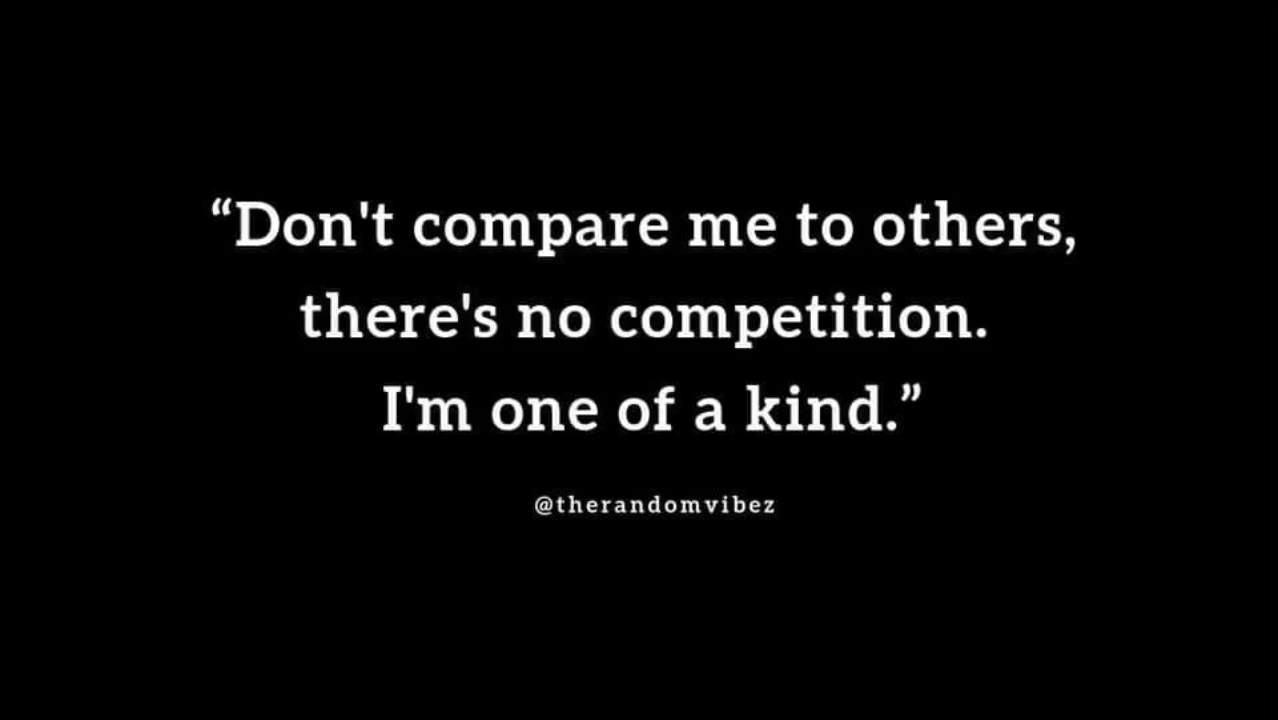 “Don't compare me to others,
there's no competition.
I'm one of a kind.”
@therandomvibez